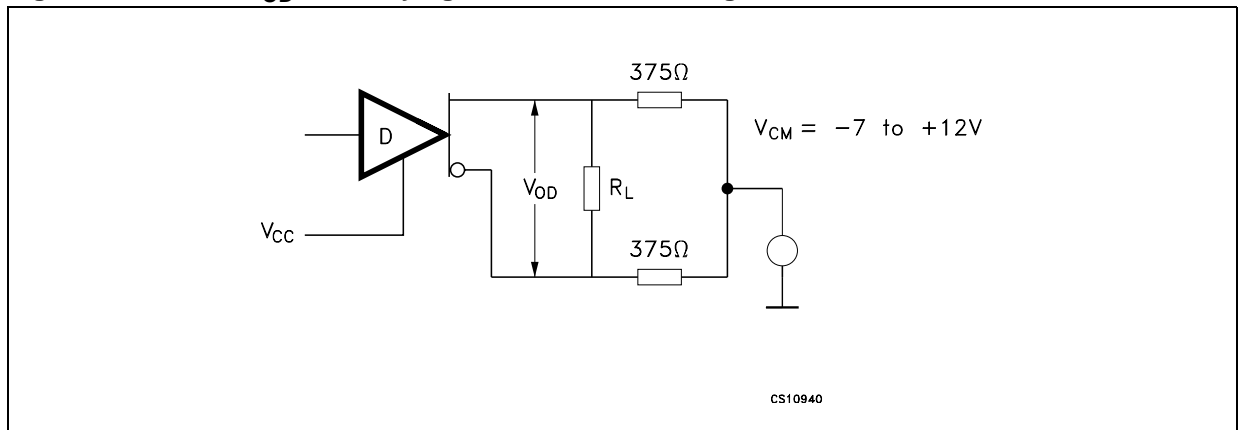 375Ω
V_CM = -7 to +12V
D
V_OD
R_L
V_CC
375Ω
CS10940